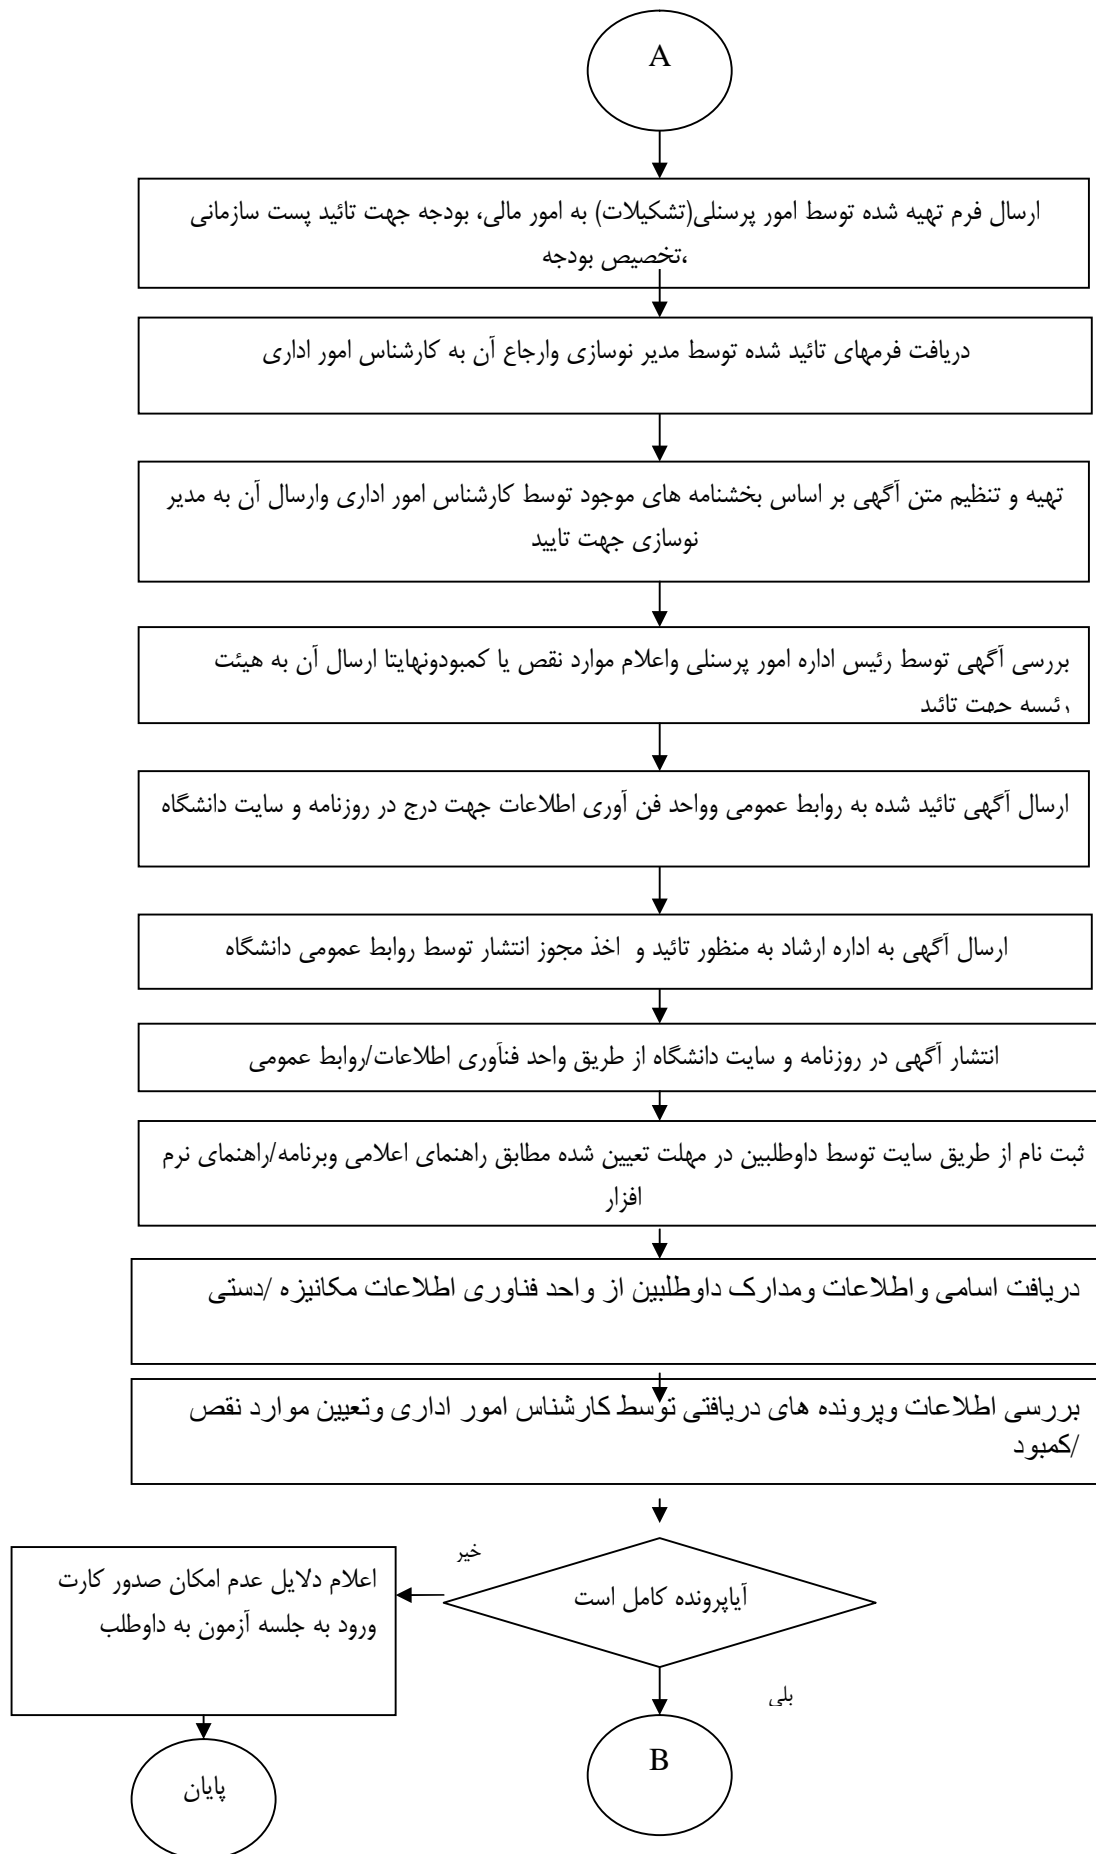 A
ارسال فرم تهیه شده توسط امور پرسنلی(تشکیلات) به امور مالی، بودجه جهت تائید پست سازمانی
،تخصیص بودجه
دریافت فرمهای تائید شده توسط مدیر نوسازی وارجاع آن به کارشناس امور اداری
تهیه و تنظیم متن آگهی بر اساس بخشنامه های موجود توسط کارشناس امور اداری وارسال آن به مدیر
نوسازی جهت تایید
بررسی آگهی توسط رئیس اداره امور پرسنلی واعلام موارد نقص یا کمبودونهایتا ارسال آن به هیئت
رئیسه جهت تائید
ارسال آگهی تائید شده به روابط عمومی وواحد فن آوری اطلاعات جهت درج در روزنامه و سایت دانشگاه
ارسال آگهی به اداره ارشاد به منظور تائید و اخذ مجوز انتشار توسط روابط عمومی دانشگاه
انتشار آگهی در روزنامه و سایت دانشگاه از طریق واحد فنآوری اطلاعات/روابط عمومی
ثبت نام از طریق سایت توسط داوطلبین در مهلت تعیین شده مطابق راهنمای اعلامی وبرنامه/راهنمای نرم
افزار
دریافت اسامی واطلاعات ومدارک داوطلبین از واحد فناوری اطلاعات مکانیزه /دستی
بررسی اطلاعات وپرونده های دریافتی توسط کارشناس امور اداری وتعیین موارد نقص
/کمبود
آیاپرونده کامل است
خیر
اعلام دلایل عدم امکان صدور کارت
ورود به جلسه آزمون به داوطلب
بلی
B
پایان